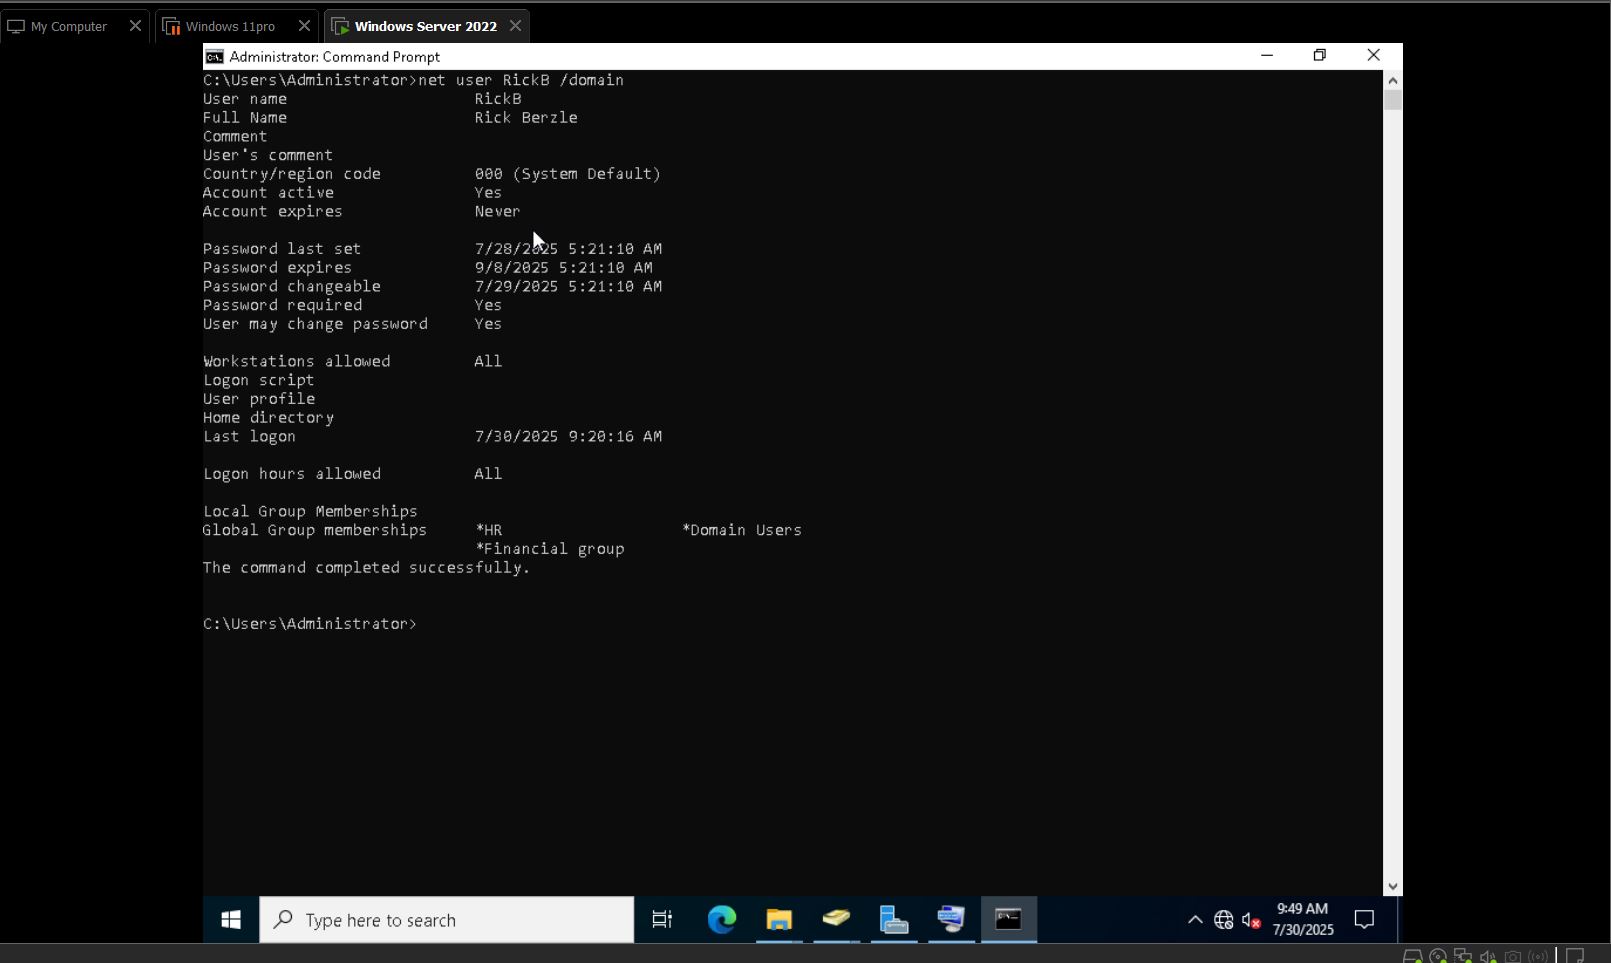 My Computer
Windows 11pro
Windows Server 2022
Administrator: Command Prompt
C:\Users\Administrator>net user RickB /domain
User name RickB
Full Name Rick Berzle
Comment
User's comment
Country/region code 000 (System Default)
Account active Yes
Account expires Never
Password last set 7/28/2025 5:21:10 AM
Password expires 9/8/2025 5:21:10 AM
Password changeable 7/29/2025 5:21:10 AM
Password required Yes
User may change password Yes
Workstations allowed All
Logon script
User profile
Home directory
Last logon 7/30/2025 9:20:16 AM
Logon hours allowed All
Local Group Memberships
Global Group memberships *HR *Domain Users
*Financial group
The command completed successfully.
C:\Users\Administrator>
Type here to search
9:49 AM
7/30/2025